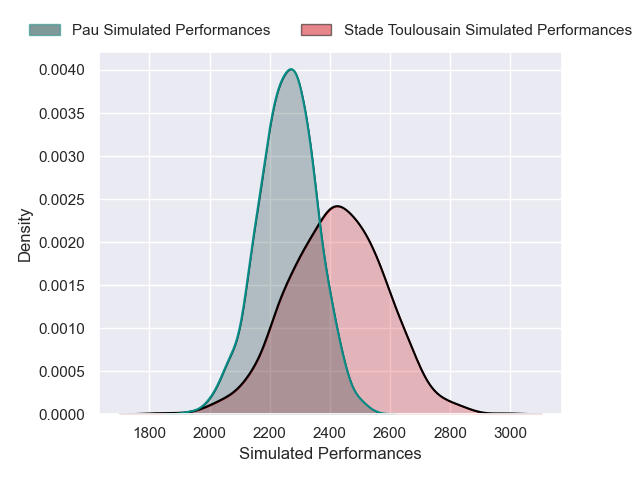 Pau Simulated Performances
Stade Toulousain Simulated Performances
0.0040
0.0035
0.0030
0.0025
0.0020
0.0015
0.0010
0.0005
0.0000
Density
1800 2000 2200 2400 2600 2800 3000
Simulated Performances